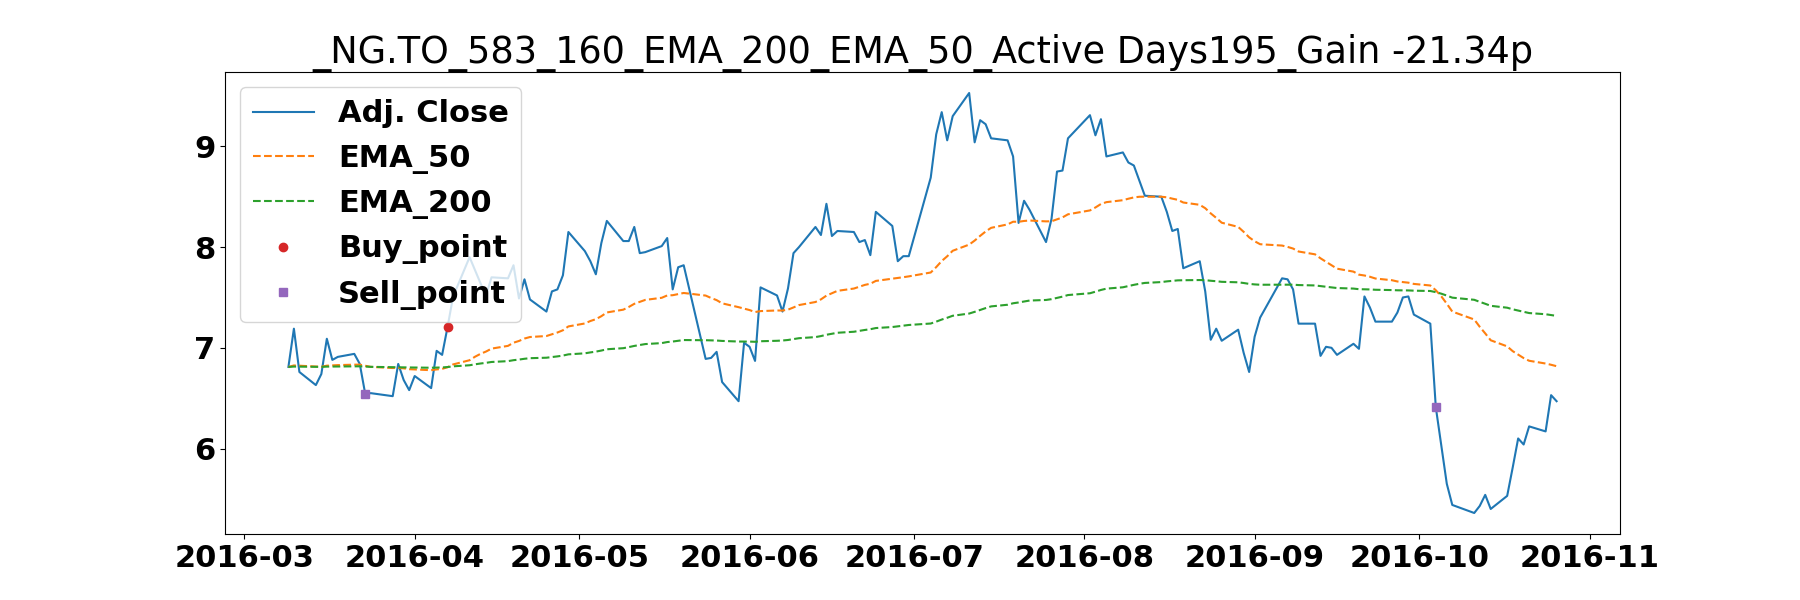 _NG.TO_583_160_EMA_200_EMA_50_Active Days195_Gain -21.34p
Adj. Close
EMA_50
EMA_200
Buy_point
Sell_point
9
8
7
6
2016-03 2016-04 2016-05 2016-06 2016-07 2016-08 2016-09 2016-10 2016-11